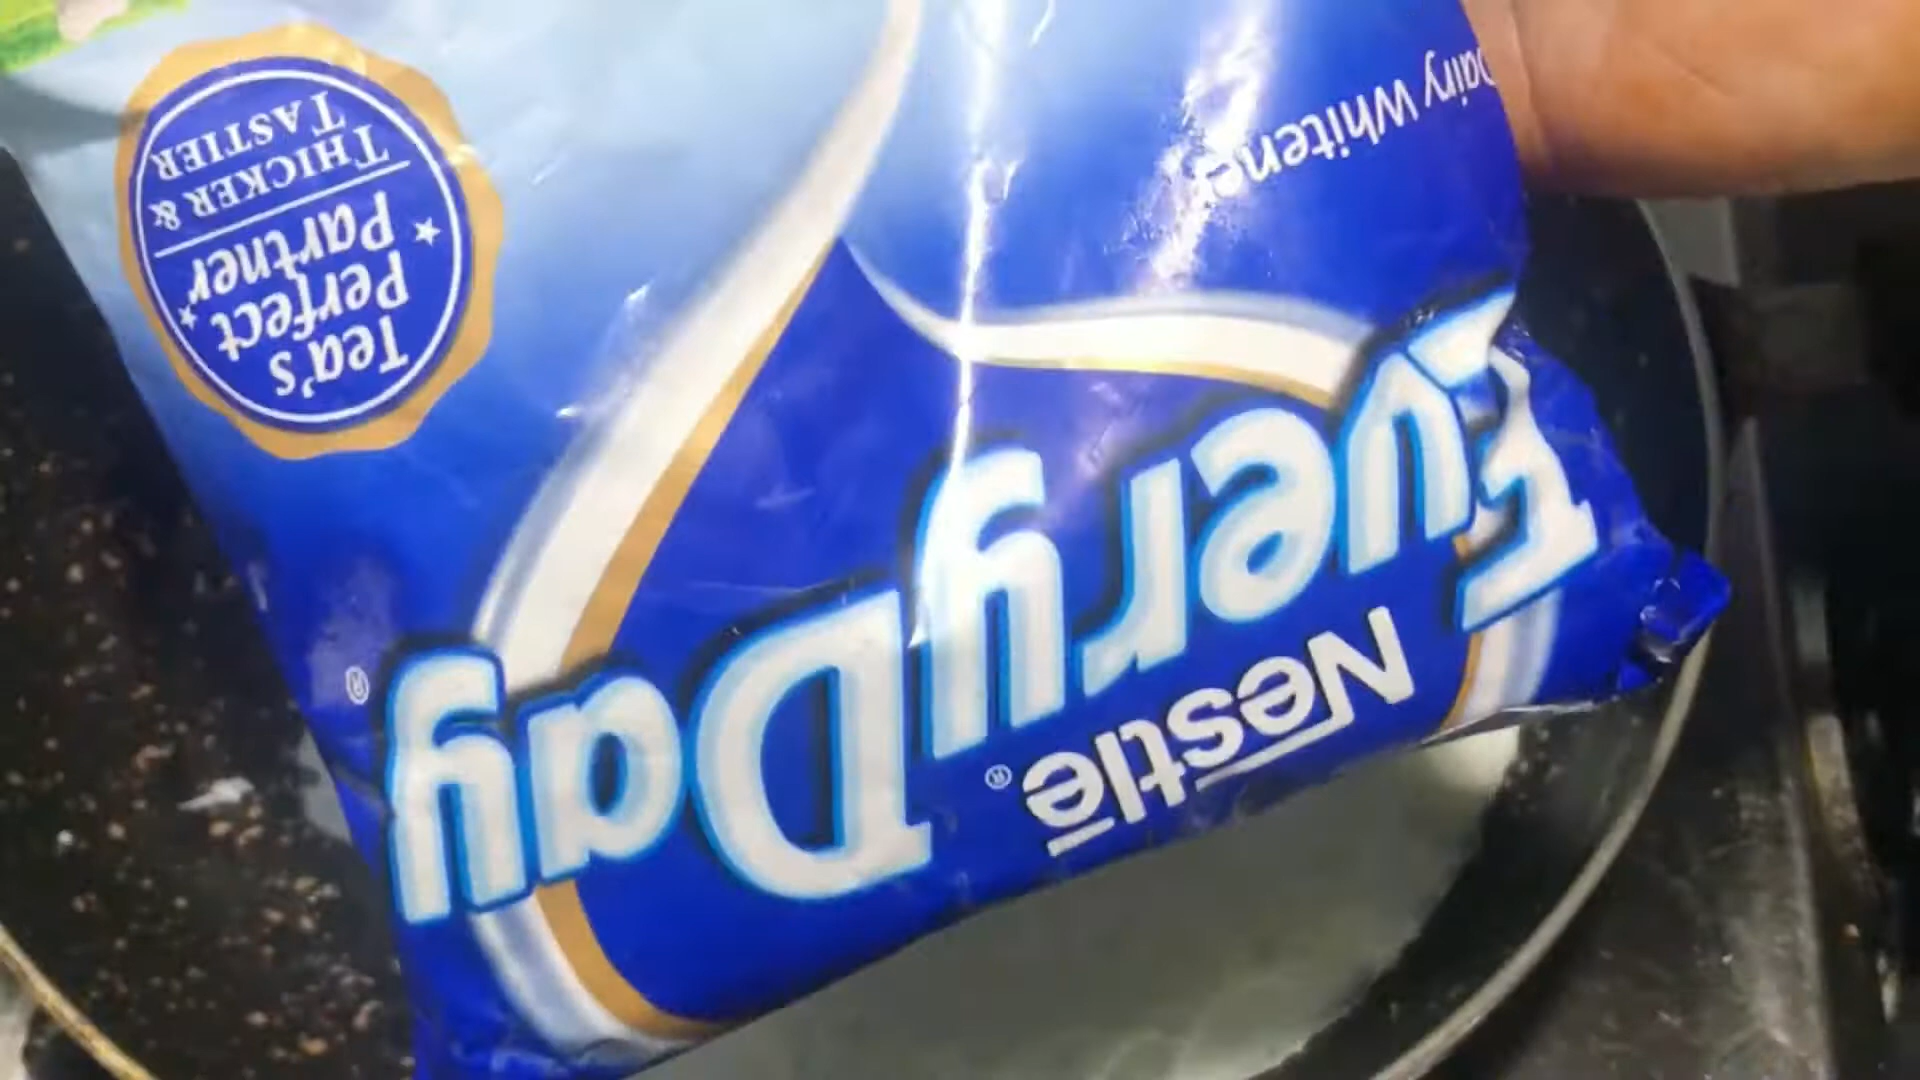 Nestlé®
EveryDay®
Dairy Whitener
Tea's
Perfect
Partner
THICKER &
TASTIER